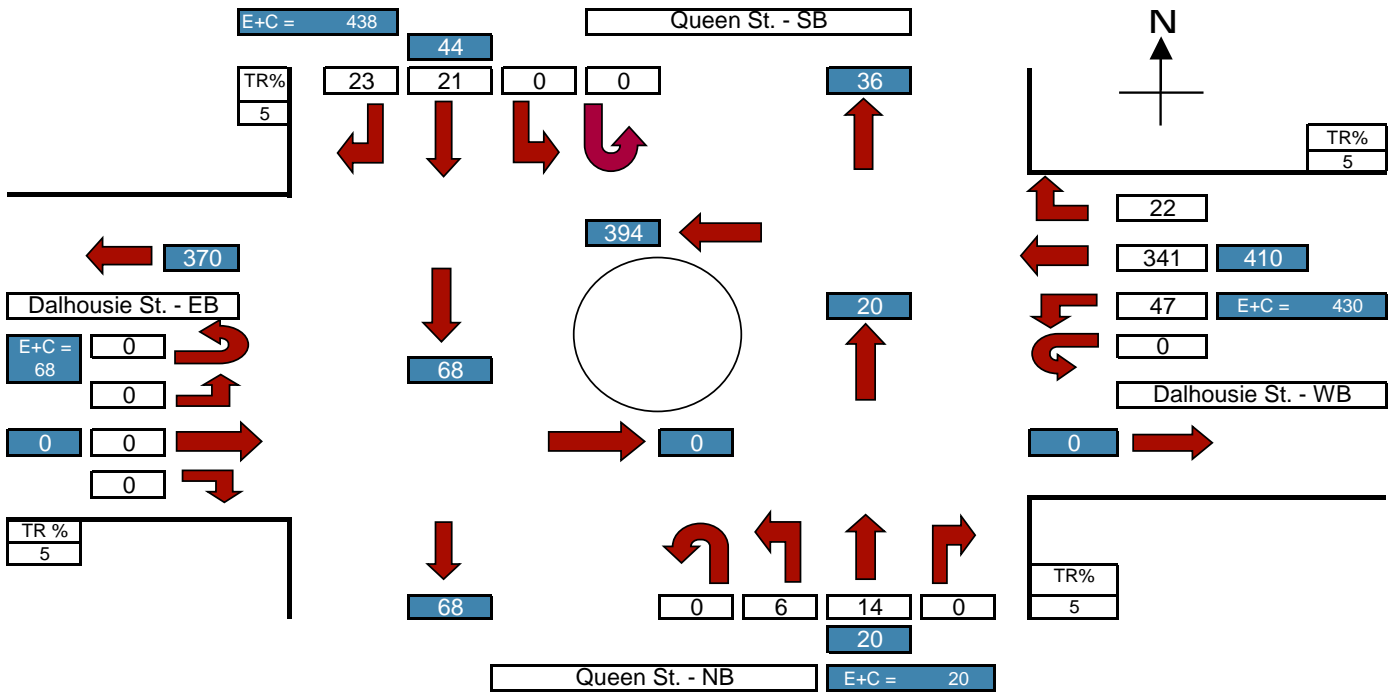 E+C = 438
Queen St. - SB
N
44
TR%
23 21 0 0
36
5
TR%
5
22
394
370
341 410
Dalhousie St. - EB
20
47 E+C = 430
E+C =
68
0
0
68
0
Dalhousie St. - WB
0 0
0
0
0
TR %
5
TR%
68
0 6 14 0
5
20
Queen St. - NB
E+C = 20